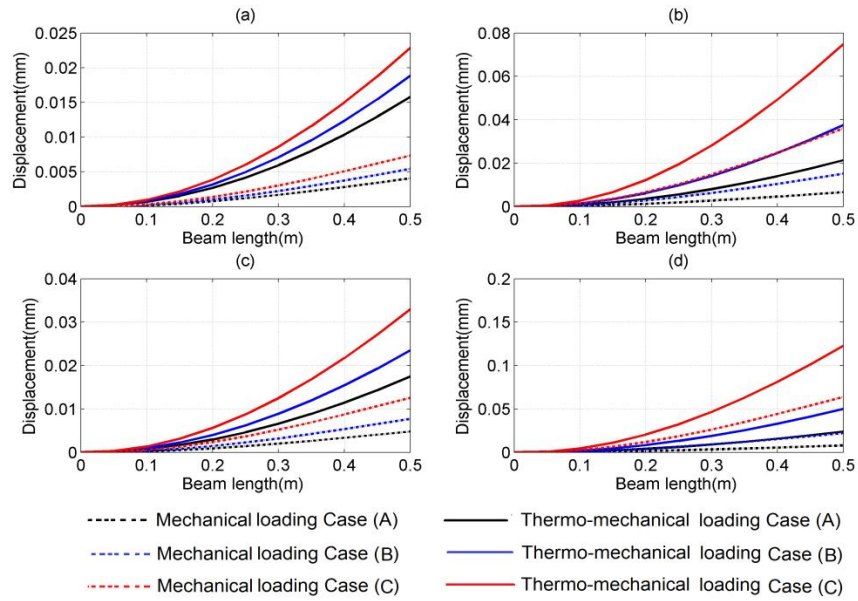 (a)
Displacement(mm)
0.025
0.02
0.015
0.01
0.005
0
0 0.1 0.2 0.3 0.4 0.5
Beam length(m)
(b)
Displacement(mm)
0.08
0.06
0.04
0.02
0
0 0.1 0.2 0.3 0.4 0.5
Beam length(m)
(c)
Displacement(mm)
0.04
0.03
0.02
0.01
0
0 0.1 0.2 0.3 0.4 0.5
Beam length(m)
(d)
Displacement(mm)
0.2
0.15
0.1
0.05
0
0 0.1 0.2 0.3 0.4 0.5
Beam length(m)
Mechanical loading Case (A)
Mechanical loading Case (B)
Mechanical loading Case (C)
Thermo-mechanical loading Case (A)
Thermo-mechanical loading Case (B)
Thermo-mechanical loading Case (C)